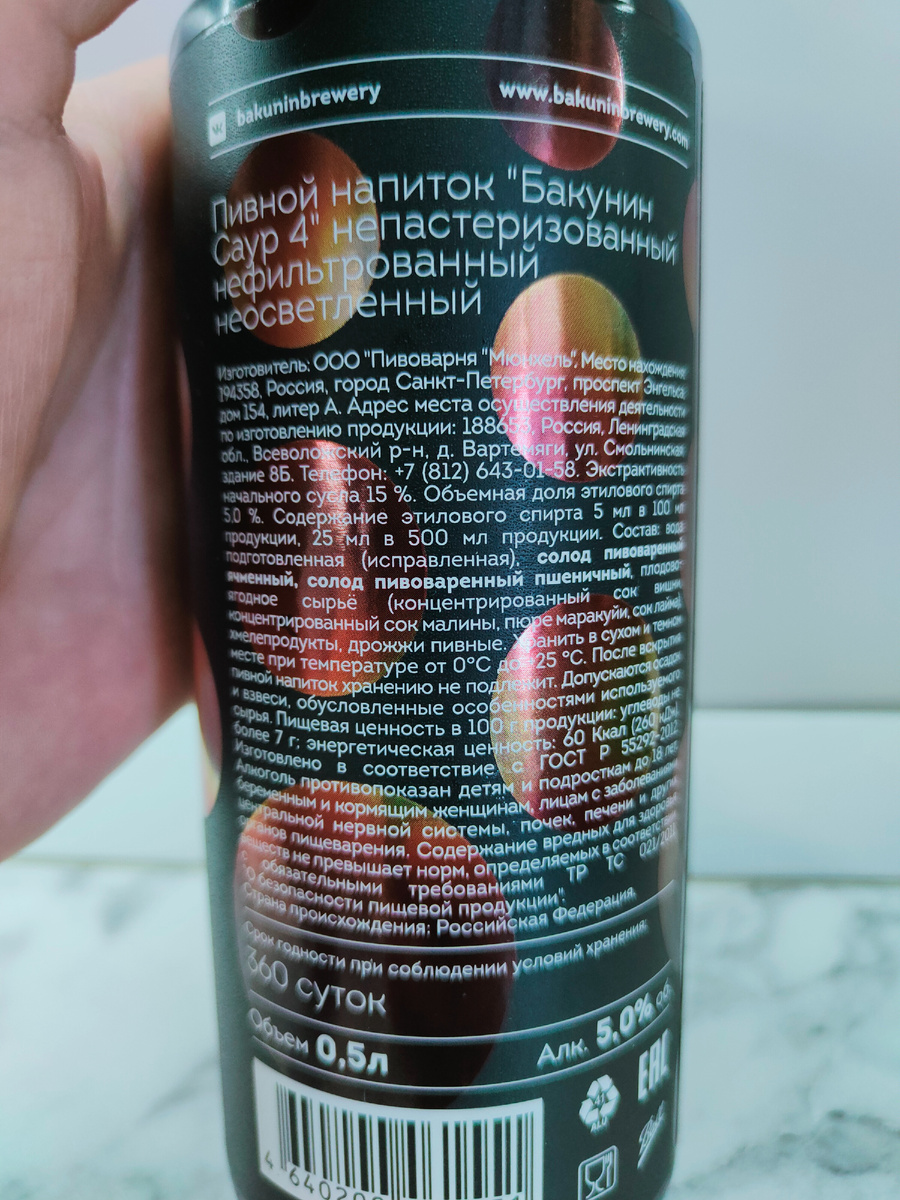 bakuninbrewery
www.bakuninbrewery.com
Пивной напиток "Бакунин
Саур 4" непастеризованный
нефильтрованный
неосветленный
Изготовитель: ООО "Пивоварня "Мюнхель". Место нахождения:
194358, Россия, город Санкт-Петербург, проспект Энгельса,
дом 154, литер А. Адрес места осуществления деятельности
по изготовлению продукции: 188653, Россия, Ленинградская
обл., Всеволожский р-н, д. Вартемяги, ул. Смольнинская,
здание 8Б. Телефон: +7 (812) 643-01-58. Экстрактивность
начального сусла 15 %. Объемная доля этилового спирта
5.0 %. Содержание этилового спирта 5 мл в 100 мл
продукции, 25 мл в 500 мл продукции. Состав: вода
подготовленная (исправленная), солод пивоваренный
ячменный, солод пивоваренный пшеничный, плодово-
ягодное сырьё (концентрированный сок вишни,
концентрированный сок малины, пюре маракуйи, сок лайма),
хмелепродукты, дрожжи пивные. Хранить в сухом и темном
месте при температуре от 0°С до +25 °С. После вскрытия
пивной напиток хранению не подлежит. Допускаются осадок
и взвеси, обусловленные особенностями используемого
сырья. Пищевая ценность в 100 г продукции: углеводы не
более 7 г; энергетическая ценность: 60 Ккал (260 кДж).
Изготовлено в соответствие с ГОСТ Р 55292-2012
Алкоголь противопоказан детям и подросткам до 18 лет,
беременным и кормящим женщинам, лицам с заболеваниями
центральной нервной системы, почек, печени и других
органов пищеварения. Содержание вредных для здоровья
веществ не превышает норм, определяемых в соответствии
с обязательными требованиями ТР ТС 021/2011
"О безопасности пищевой продукции".
Страна происхождения: Российская Федерация.
Срок годности при соблюдении условий хранения:
360 суток
Объем 0,5л
Алк. 5,0% об.
ALU
EAC
Ball